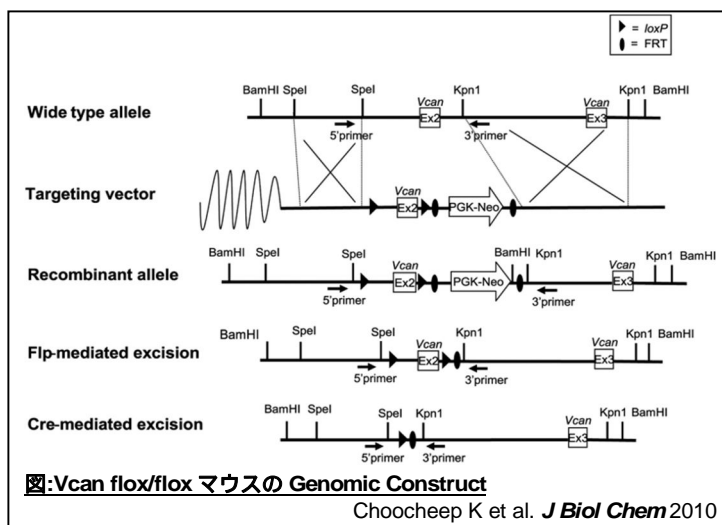 = loxP
= FRT
BamHI SpeI SpeI Vcan Kpn1 Kpn1 BamHI
Wide type allele
Ex2 Ex3
5'primer 3'primer
Targeting vector
Vcan
Ex2 PGK-Neo
BamHI SpeI SpeI Vcan BamHI Kpn1 Vcan Kpn1 BamHI
Recombinant allele
Ex2 PGK-Neo Ex3
5'primer 3'primer
BamHI SpeI SpeI Vcan Kpn1 Vcan Kpn1 BamHI
Flp-mediated excision
Ex2 Ex3
5'primer 3'primer
BamHI SpeI SpeI Kpn1 Vcan Kpn1 BamHI
Cre-mediated excision
Ex3
5'primer 3'primer
図:Vcan flox/flox マウスの Genomic Construct
Choocheep K et al. J Biol Chem 2010